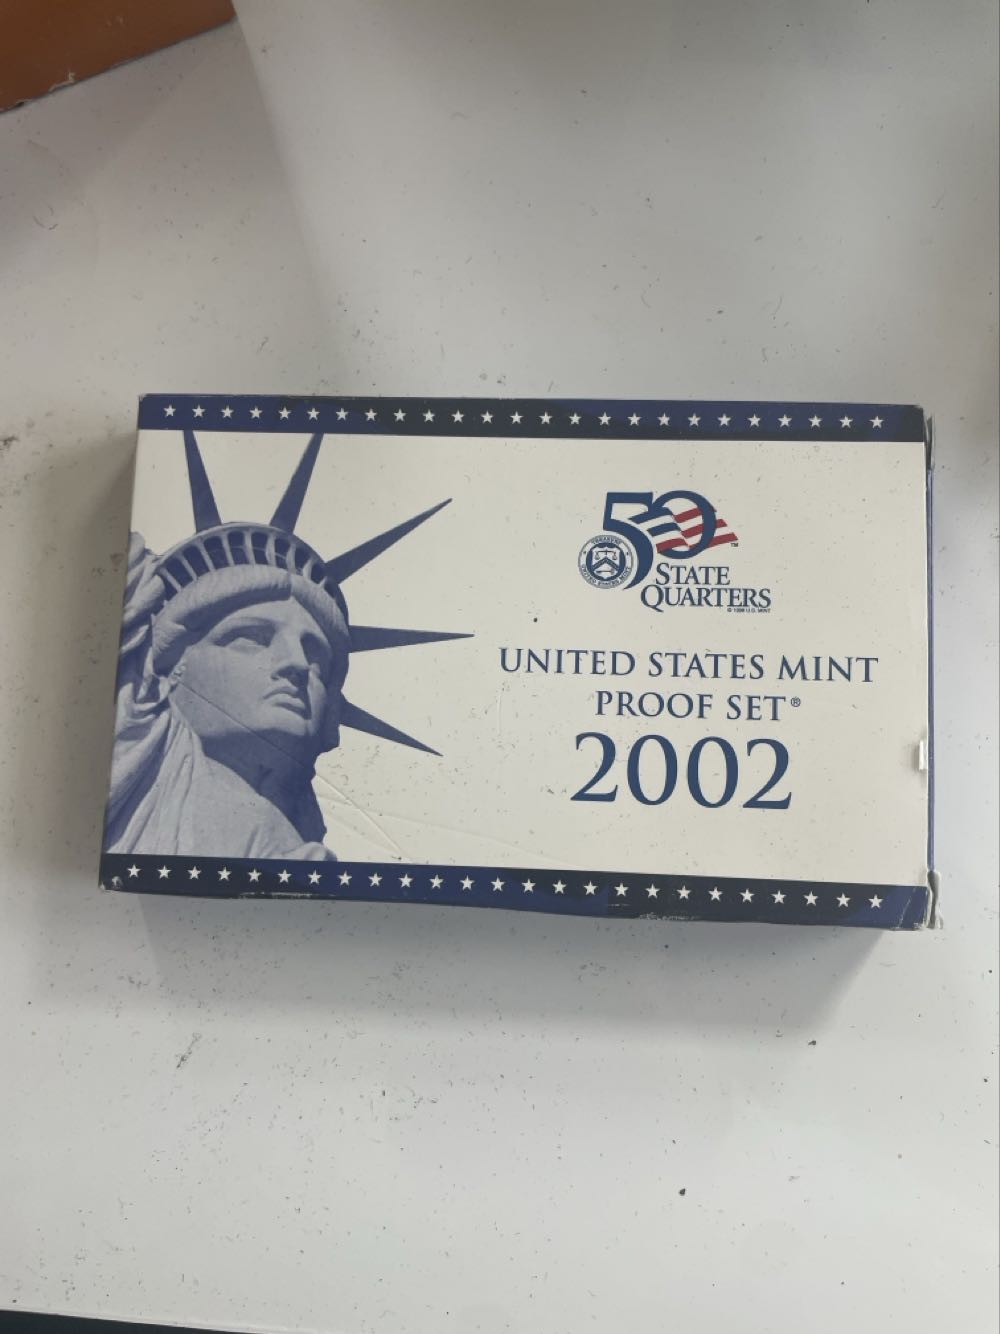 50
STATE
QUARTERS
UNITED STATES MINT
PROOF SET®
2002